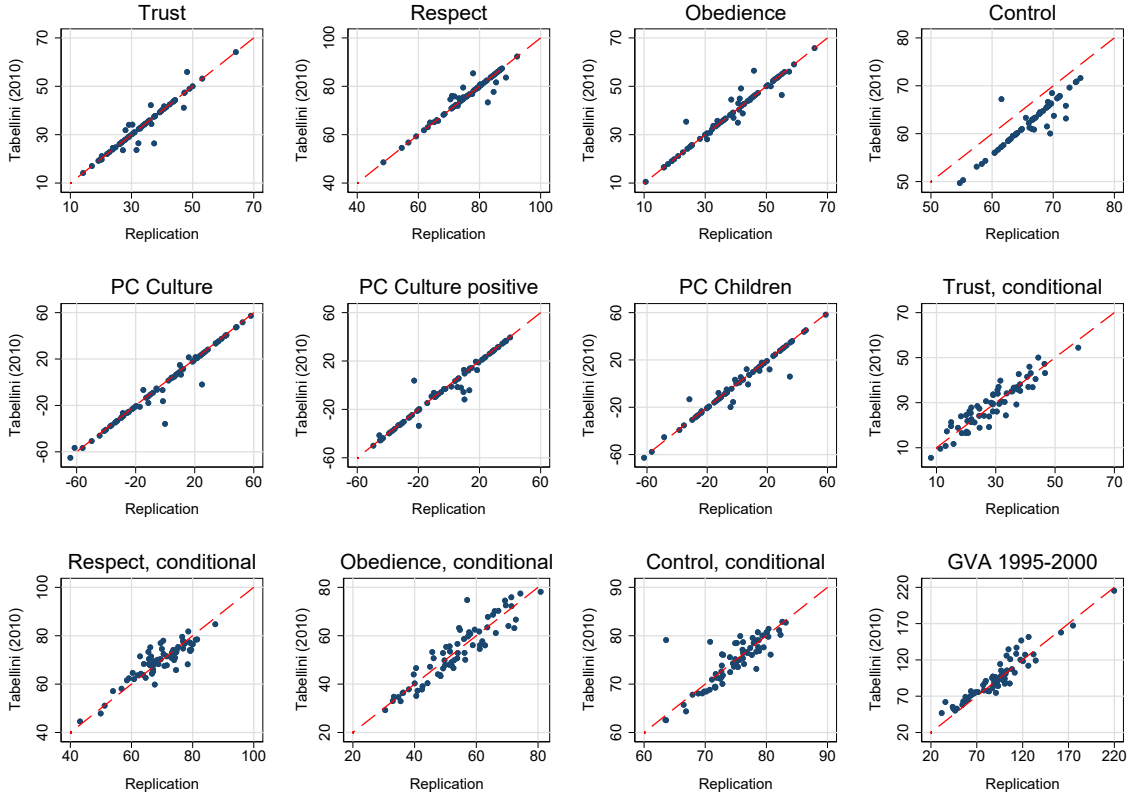 Trust
Respect
Obedience
Control
Tabellini (2010)
10 30 50 70
10 30 50 70
Replication
Tabellini (2010)
40 60 80 100
40 60 80 100
Replication
Tabellini (2010)
10 30 50 70
10 30 50 70
Replication
Tabellini (2010)
50 60 70 80
50 60 70 80
Replication
PC Culture
PC Culture positive
PC Children
Trust, conditional
Tabellini (2010)
-60 -20 20 60
-60 -20 20 60
Replication
Tabellini (2010)
-60 -20 20 60
-60 -20 20 60
Replication
Tabellini (2010)
-60 -20 20 60
-60 -20 20 60
Replication
Tabellini (2010)
10 30 50 70
10 30 50 70
Replication
Respect, conditional
Obedience, conditional
Control, conditional
GVA 1995-2000
Tabellini (2010)
40 60 80 100
40 60 80 100
Replication
Tabellini (2010)
20 40 60 80
20 40 60 80
Replication
Tabellini (2010)
60 70 80 90
60 70 80 90
Replication
Tabellini (2010)
20 70 120 170 220
20 70 120 170 220
Replication